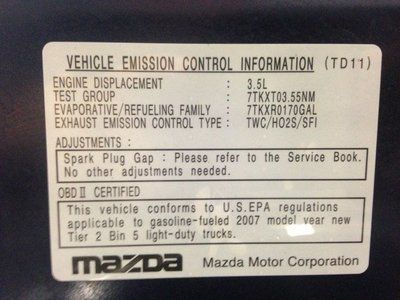 VEHICLE EMISSION CONTROL INFORMATION (TD11)
ENGINE DISPLACEMENT : 3.5L
TEST GROUP : 7TKXT03.55NM
EVAPORATIVE/REFUELING FAMILY : 7TKXR0170GAL
EXHAUST EMISSION CONTROL TYPE: TWC/HO2S/SFI
ADJUSTMENTS :
Spark Plug Gap : Please refer to the Service Book.
No other adjustments needed.
OBDⅡ CERTIFIED
This vehicle conforms to U.S.EPA regulations
applicable to gasoline-fueled 2007 model year new
Tier 2 Bin 5 light-duty trucks.
mazda Mazda Motor Corporation